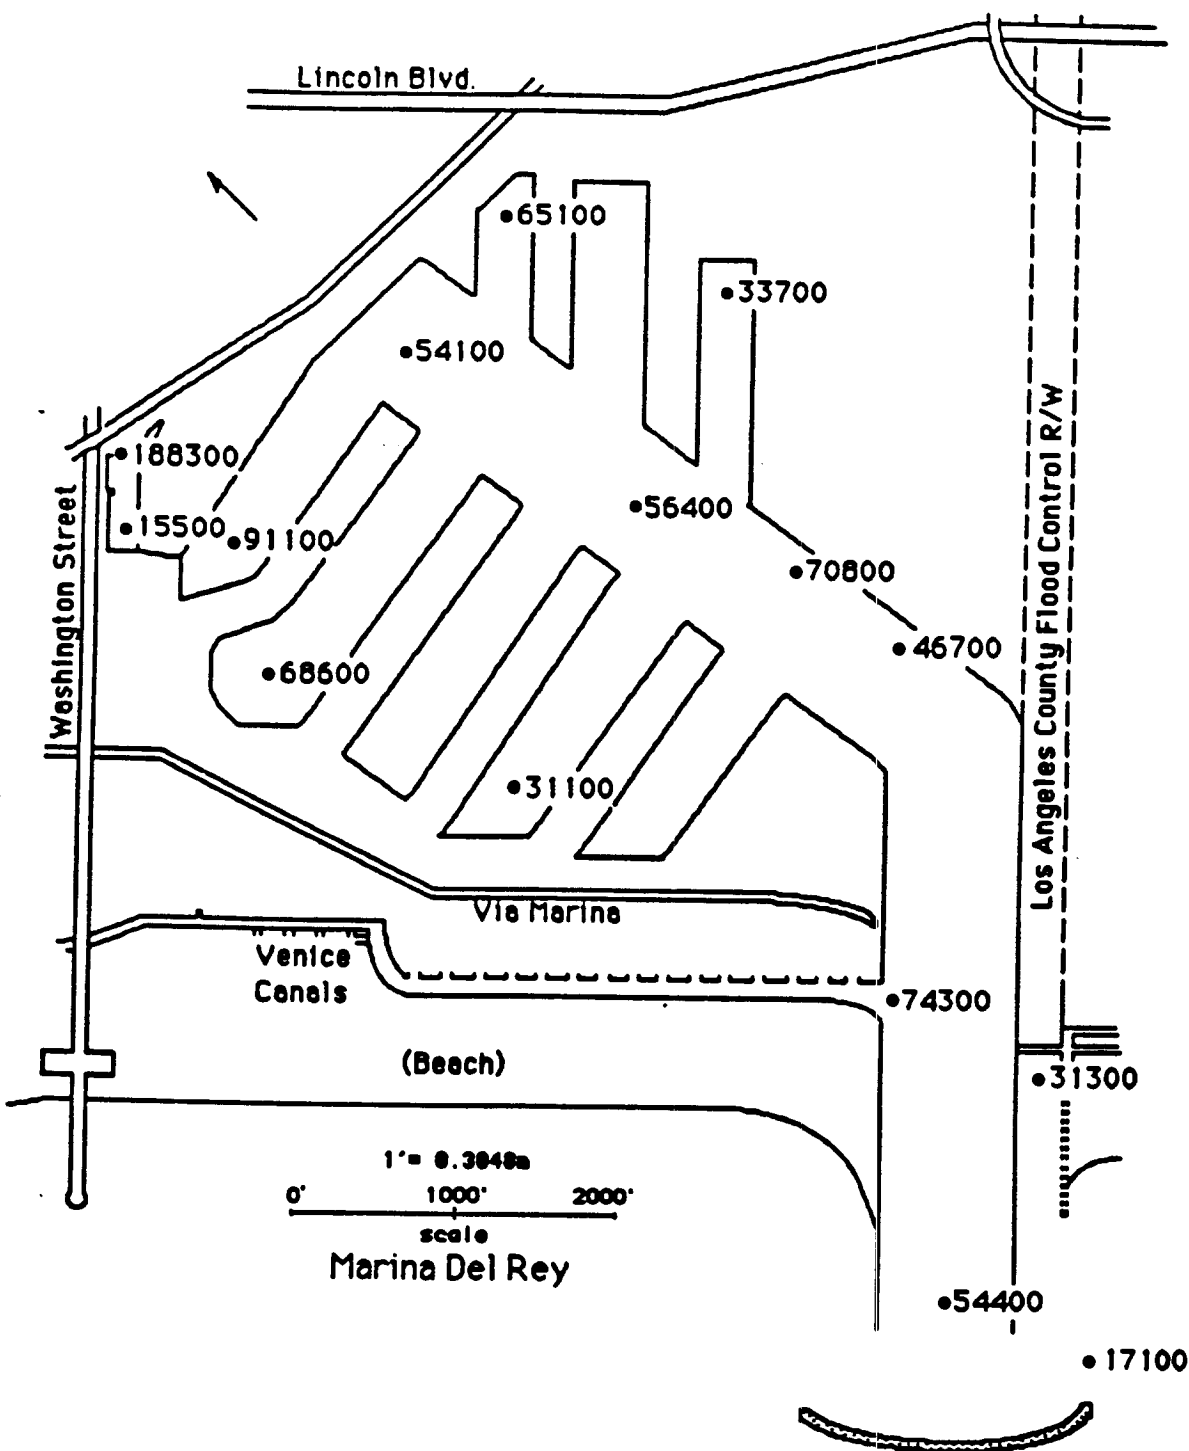 Lincoln Blvd.
65100
33700
54100
188300
56400
15500
91100
70800
46700
68600
31100
Washington Street
Los Angeles County Flood Control R/W
Via Marina
Venice
Canals
74300
(Beach)
31300
1'= 0.3048m
0' 1000' 2000'
scale
Marina Del Rey
54400
17100